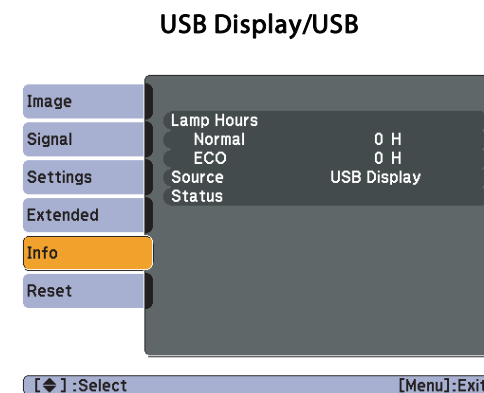 USB Display/USB
Image
Signal
Settings
Extended
Info
Reset
Lamp Hours
Normal 0 H
ECO 0 H
Source USB Display
Status
[◆] :Select [Menu]:Exit